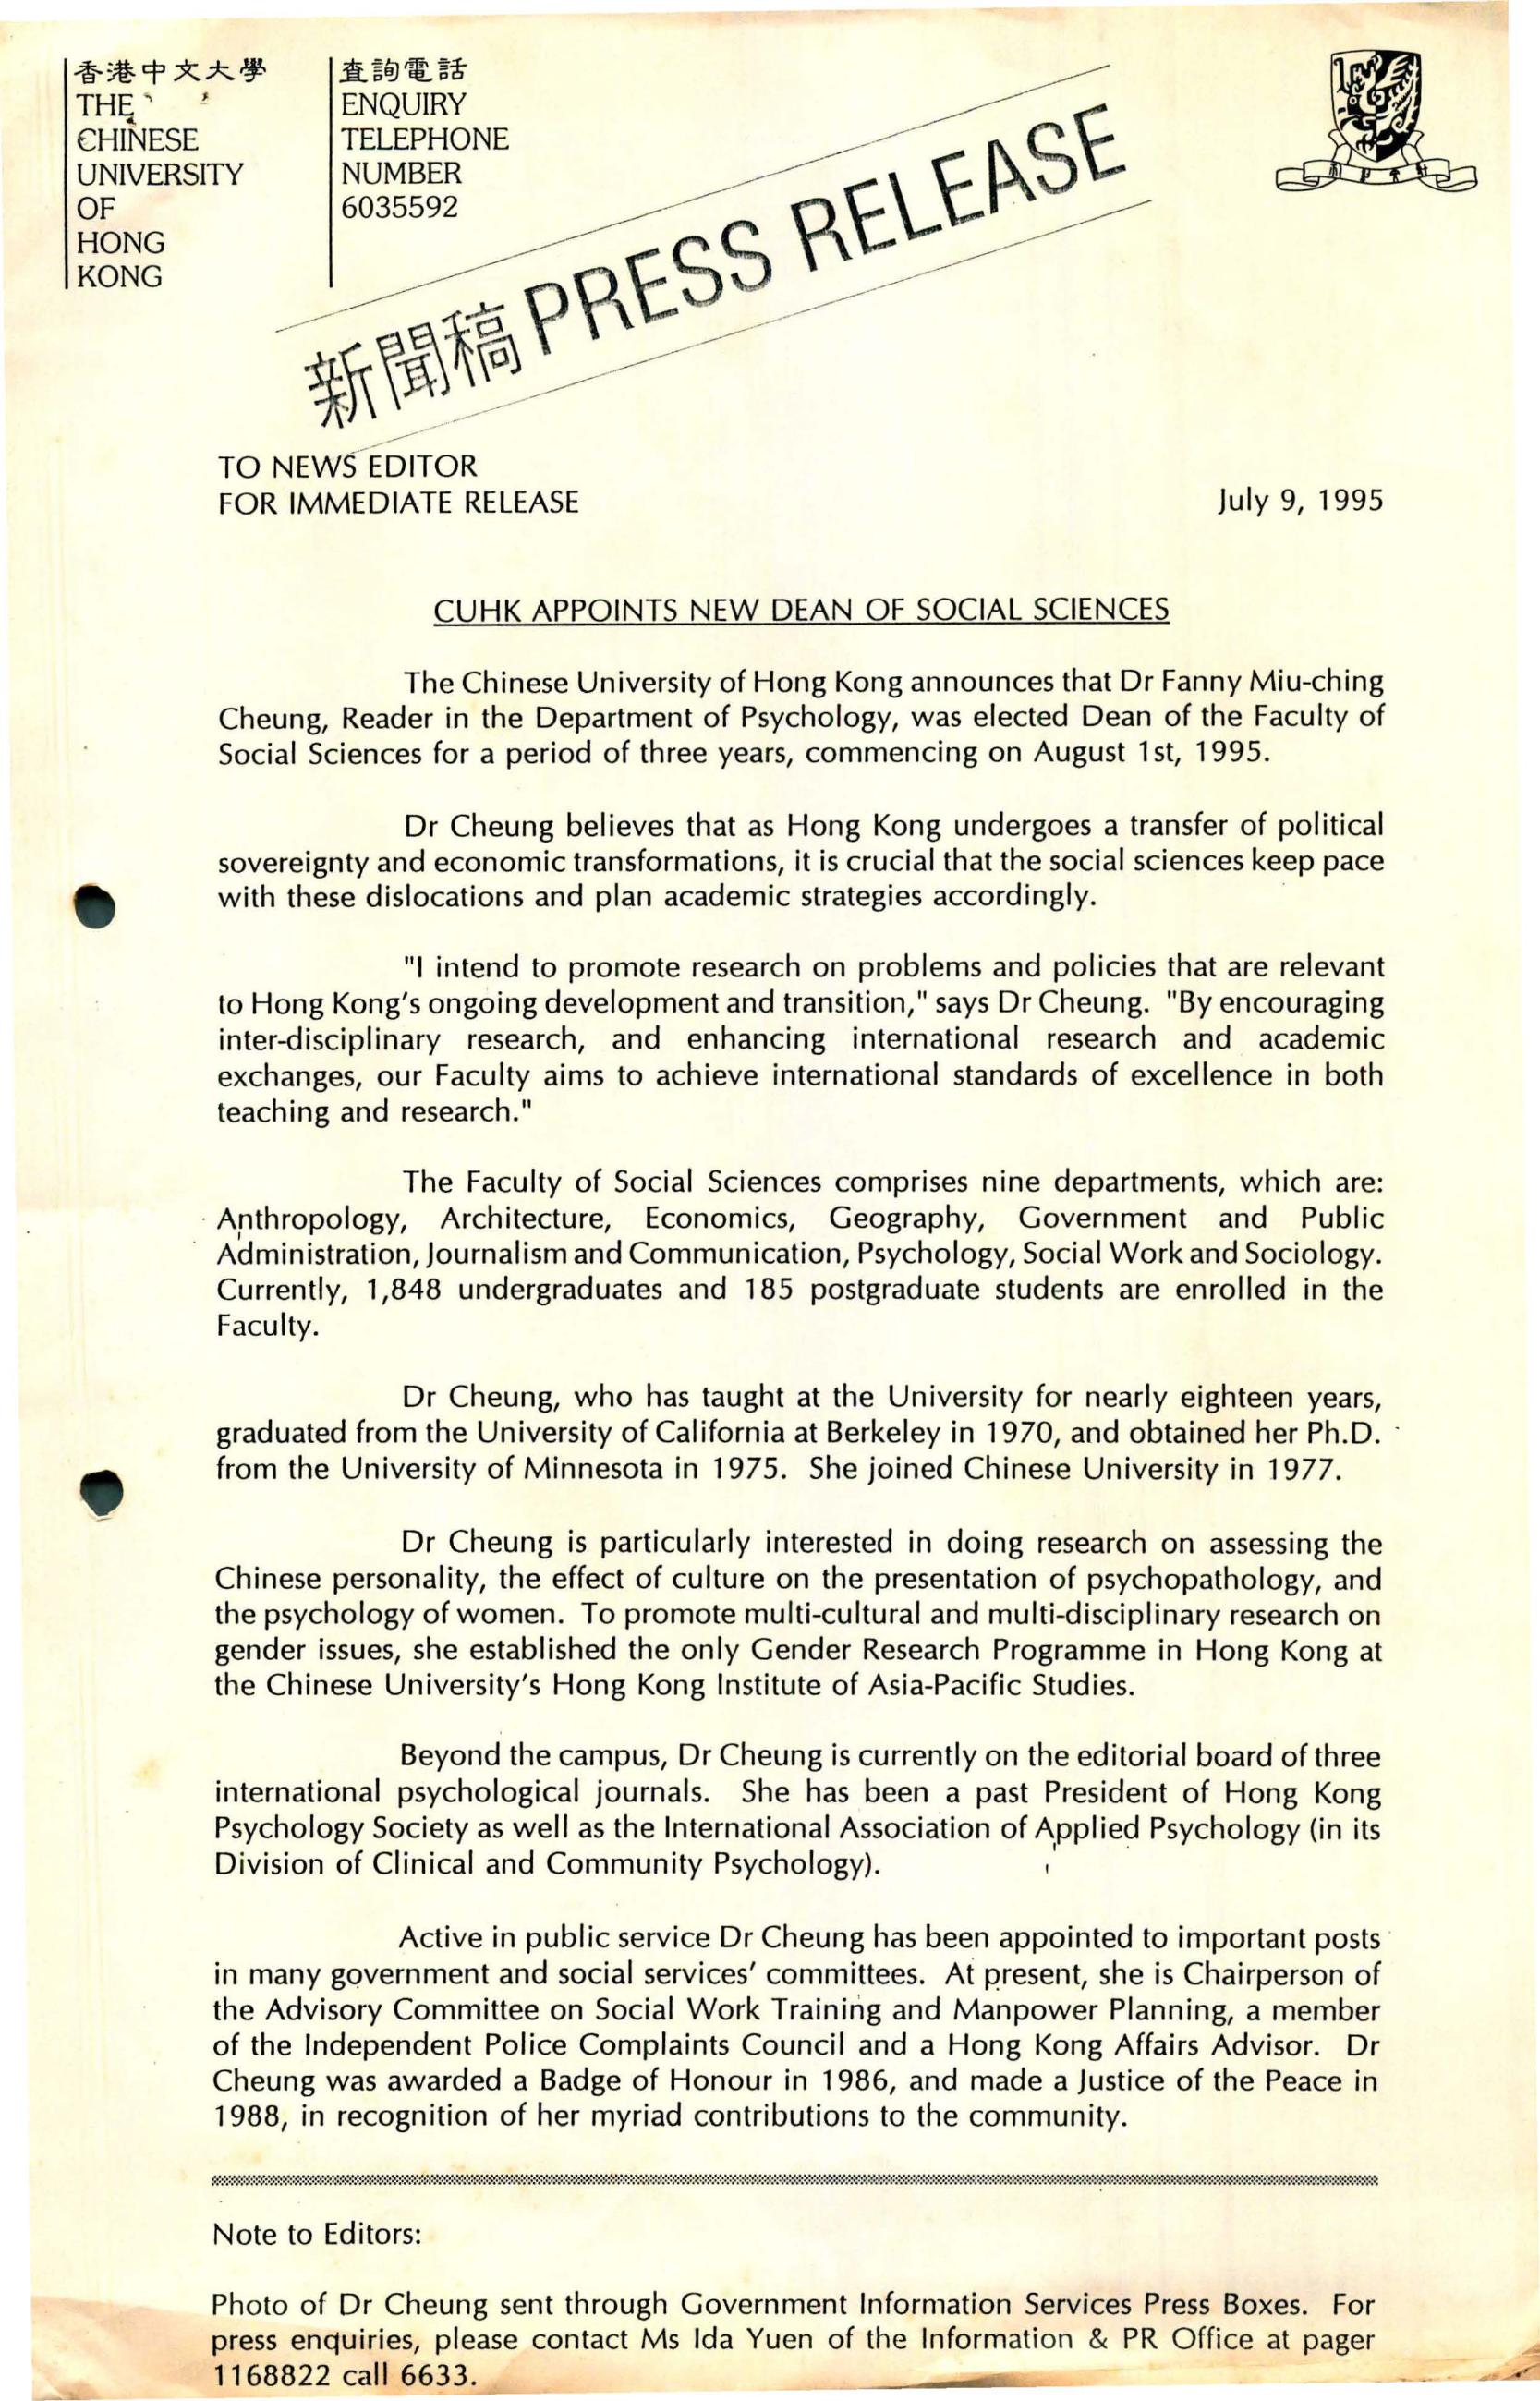 香港中文大學
THE
CHINESE
UNIVERSITY
OF
HONG
KONG
查詢電話
ENQUIRY
TELEPHONE
NUMBER
6035592
新聞稿 PRESS RELEASE
TO NEWS EDITOR
FOR IMMEDIATE RELEASE
July 9, 1995
CUHK APPOINTS NEW DEAN OF SOCIAL SCIENCES
The Chinese University of Hong Kong announces that Dr Fanny Miu-ching
Cheung, Reader in the Department of Psychology, was elected Dean of the Faculty of
Social Sciences for a period of three years, commencing on August 1st, 1995.
Dr Cheung believes that as Hong Kong undergoes a transfer of political
sovereignty and economic transformations, it is crucial that the social sciences keep pace
with these dislocations and plan academic strategies accordingly.
"I intend to promote research on problems and policies that are relevant
to Hong Kong's ongoing development and transition," says Dr Cheung. "By encouraging
inter-disciplinary research, and enhancing international research and academic
exchanges, our Faculty aims to achieve international standards of excellence in both
teaching and research."
The Faculty of Social Sciences comprises nine departments, which are:
Anthropology, Architecture, Economics, Geography, Government and Public
Administration, Journalism and Communication, Psychology, Social Work and Sociology.
Currently, 1,848 undergraduates and 185 postgraduate students are enrolled in the
Faculty.
Dr Cheung, who has taught at the University for nearly eighteen years,
graduated from the University of California at Berkeley in 1970, and obtained her Ph.D.
from the University of Minnesota in 1975. She joined Chinese University in 1977.
Dr Cheung is particularly interested in doing research on assessing the
Chinese personality, the effect of culture on the presentation of psychopathology, and
the psychology of women. To promote multi-cultural and multi-disciplinary research on
gender issues, she established the only Gender Research Programme in Hong Kong at
the Chinese University's Hong Kong Institute of Asia-Pacific Studies.
Beyond the campus, Dr Cheung is currently on the editorial board of three
international psychological journals. She has been a past President of Hong Kong
Psychology Society as well as the International Association of Applied Psychology (in its
Division of Clinical and Community Psychology).
Active in public service Dr Cheung has been appointed to important posts
in many government and social services' committees. At present, she is Chairperson of
the Advisory Committee on Social Work Training and Manpower Planning, a member
of the Independent Police Complaints Council and a Hong Kong Affairs Advisor. Dr
Cheung was awarded a Badge of Honour in 1986, and made a Justice of the Peace in
1988, in recognition of her myriad contributions to the community.
Note to Editors:
Photo of Dr Cheung sent through Government Information Services Press Boxes. For
press enquiries, please contact Ms Ida Yuen of the Information & PR Office at pager
1168822 call 6633.